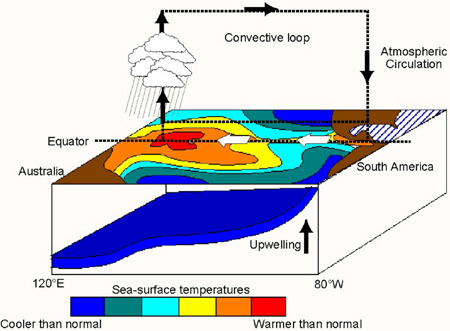 Convective loop
Atmospheric
Circulation
Equator
Australia
South America
Upwelling
120°E
80°W
Sea-surface temperatures
Cooler than normal
Warmer than normal